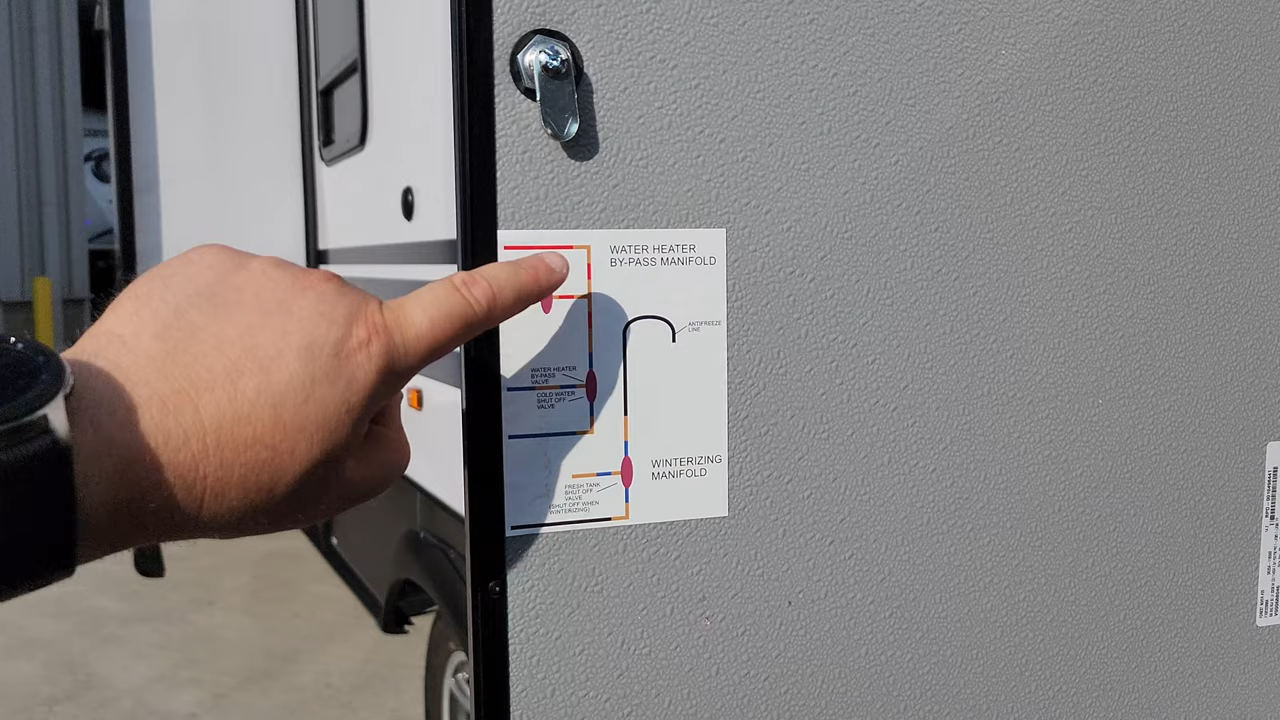 WATER HEATER
BY-PASS MANIFOLD
ANTIFREEZE
LINE
WATER HEATER
BY-PASS
VALVE
COLD WATER
SHUT OFF
VALVE
WINTERIZING
MANIFOLD
FRESH TANK
SHUT OFF
VALVE
(SHUT OFF WHEN
WINTERIZING)